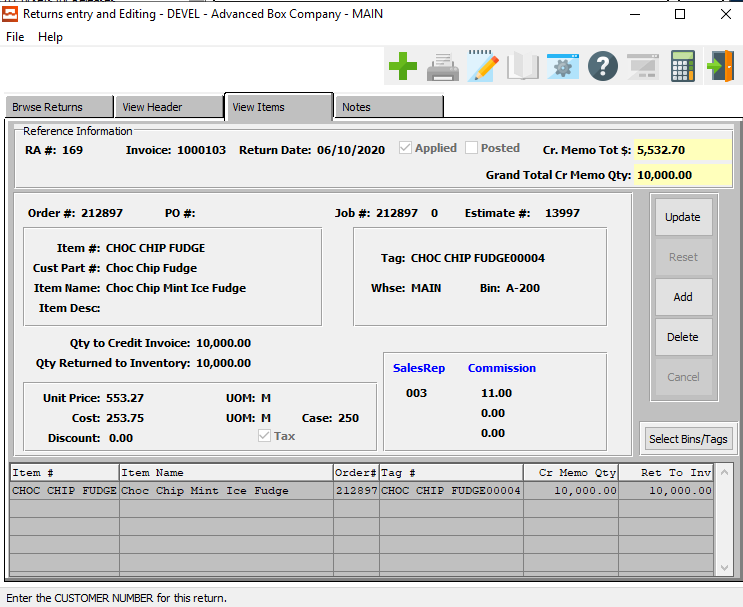 Returns entry and Editing - DEVEL - Advanced Box Company - MAIN
File Help
Brwse Returns View Header View Items Notes
Reference Information
RA #: 169 Invoice: 1000103 Return Date: 06/10/2020 Applied Posted Cr. Memo Tot $: 5,532.70
Grand Total Cr Memo Qty: 10,000.00
Order #: 212897 PO #: Job #: 212897 0 Estimate #: 13997
Item #: CHOC CHIP FUDGE
Cust Part #: Choc Chip Fudge
Item Name: Choc Chip Mint Ice Fudge
Item Desc:
Tag: CHOC CHIP FUDGE00004
Whse: MAIN Bin: A-200
Qty to Credit Invoice: 10,000.00
Qty Returned to Inventory: 10,000.00
Unit Price: 553.27 UOM: M
Cost: 253.75 UOM: M Case: 250
Discount: 0.00 Tax
SalesRep Commission
003 11.00
0.00
0.00
Update
Reset
Add
Delete
Cancel
Select Bins/Tags
Item # Item Name Order# Tag # Cr Memo Qty Ret To Inv
CHOC CHIP FUDGE Choc Chip Mint Ice Fudge 212897 CHOC CHIP FUDGE00004 10,000.00 10,000.00
Enter the CUSTOMER NUMBER for this return.